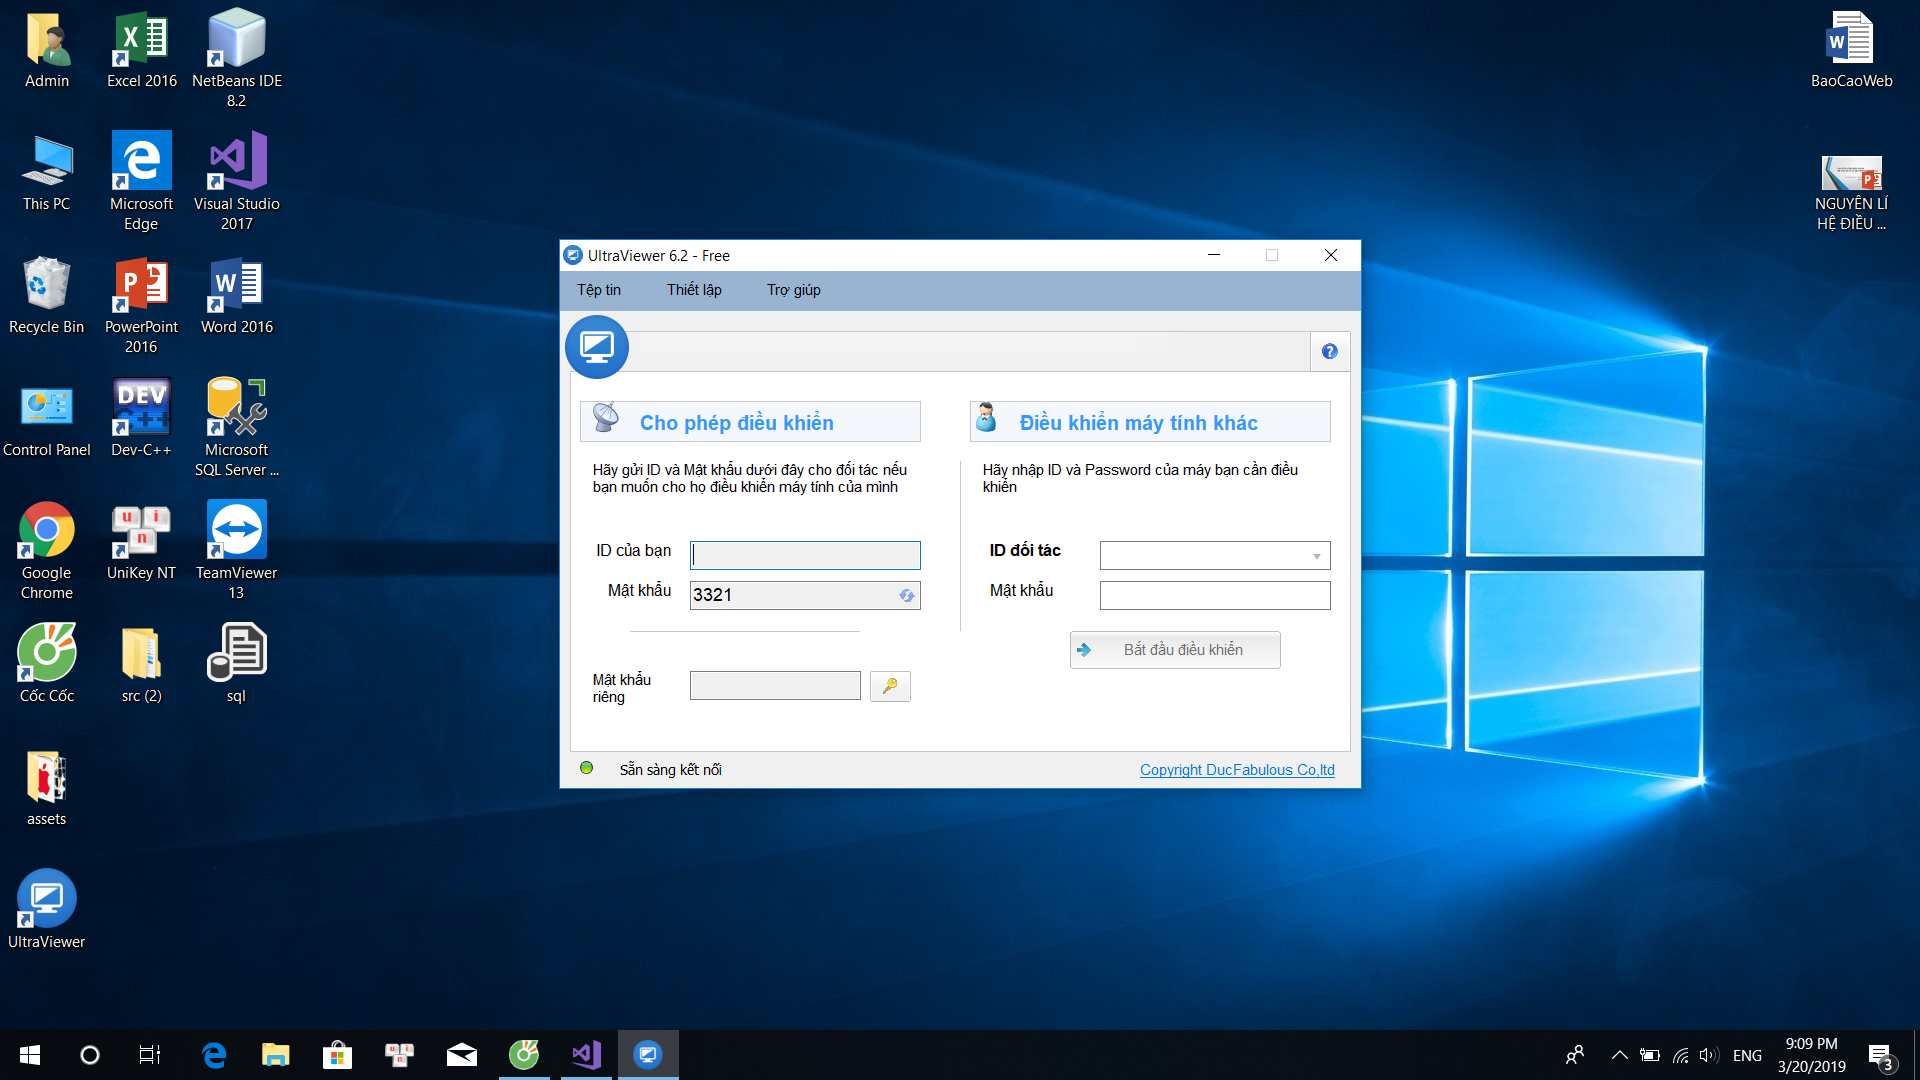 Admin
Excel 2016
NetBeans IDE
8.2
This PC
Microsoft
Edge
Visual Studio
2017
Recycle Bin
PowerPoint
2016
Word 2016
Control Panel
DEV
C++
Dev-C++
Microsoft
SQL Server ...
Google
Chrome
u i
n
UniKey NT
TeamViewer
13
Cốc Cốc
src (2)
sql
assets
UltraViewer
BaoCaoWeb
NGUYÊN LÍ
HỆ ĐIỀU ...
UltraViewer 6.2 - Free
Tệp tin
Thiết lập
Trợ giúp
Cho phép điều khiển
Hãy gửi ID và Mật khẩu dưới đây cho đối tác nếu
bạn muốn cho họ điều khiển máy tính của mình
ID của bạn
Mật khẩu
3321
Mật khẩu
riêng
Điều khiển máy tính khác
Hãy nhập ID và Password của máy bạn cần điều
khiển
ID đối tác
Mật khẩu
Bắt đầu điều khiển
Sẵn sàng kết nối
Copyright DucFabulous Co,ltd
ENG
9:09 PM
3/20/2019
3